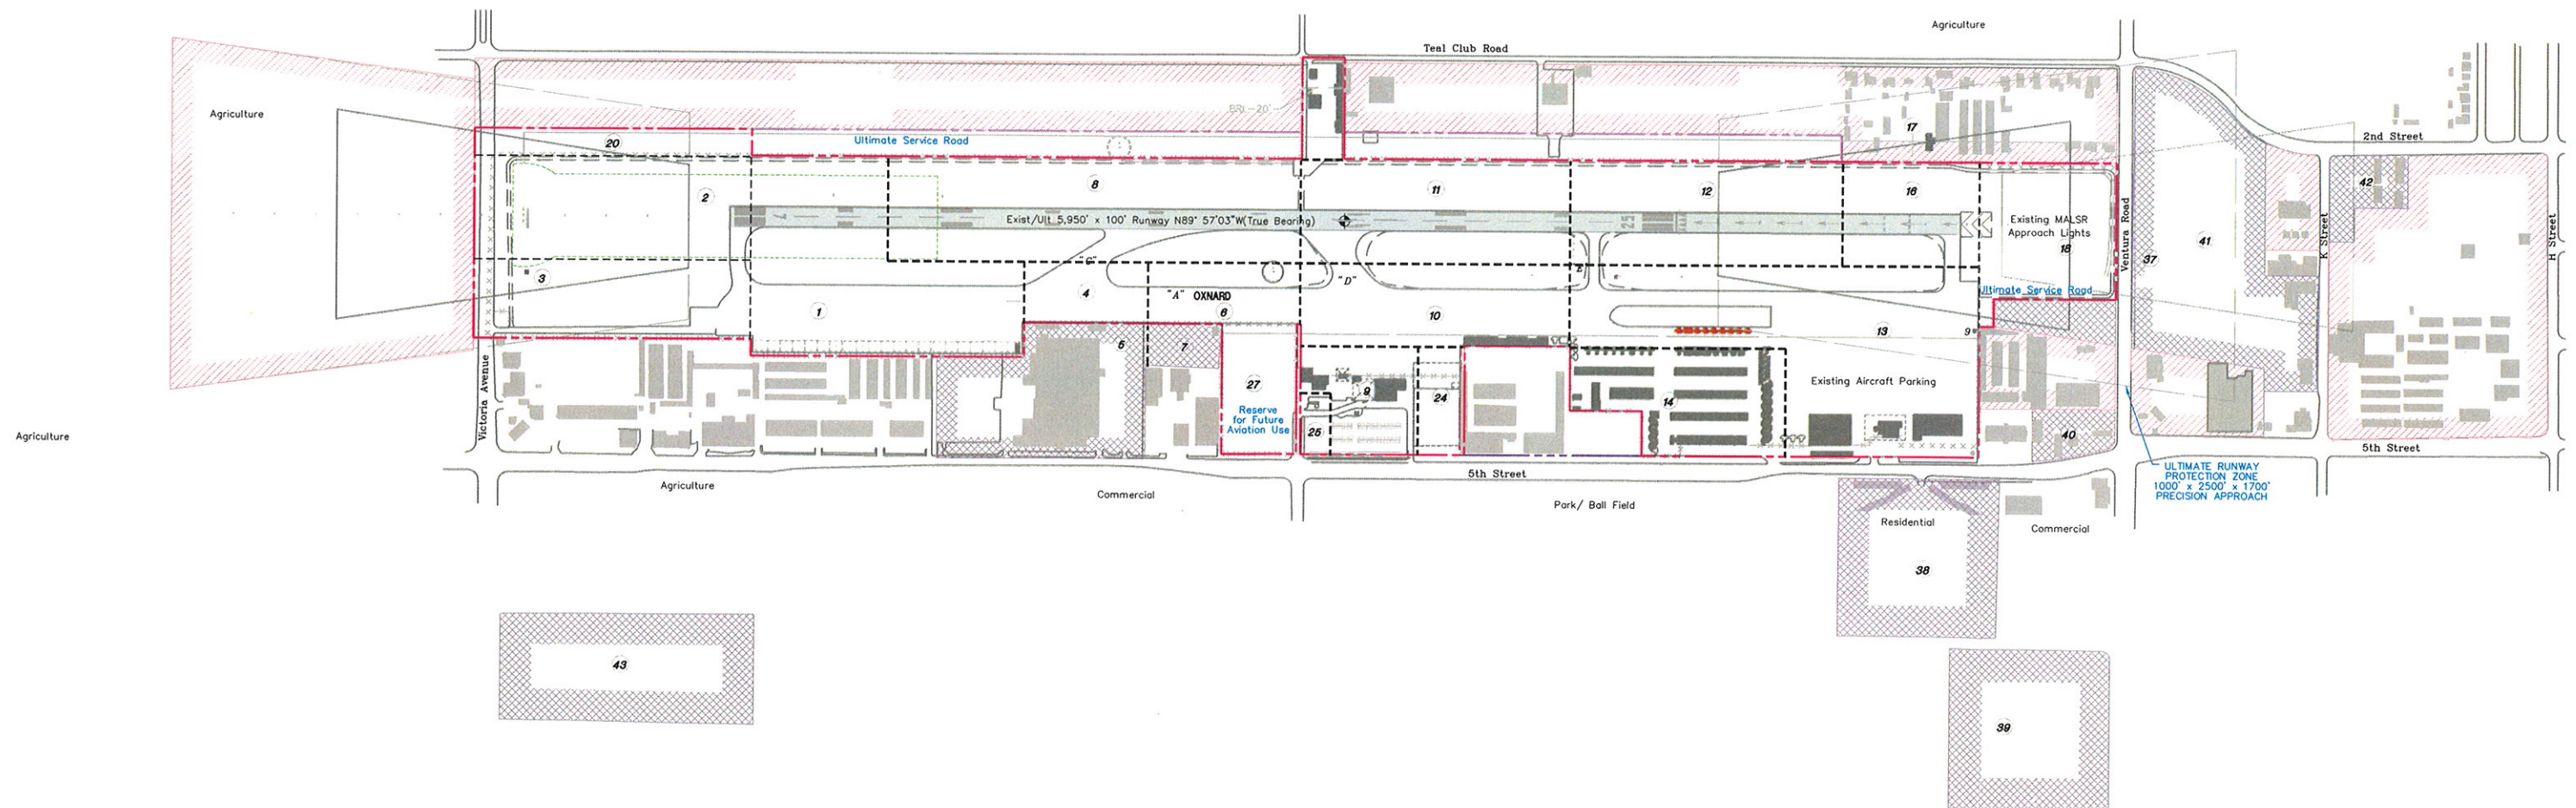 Agriculture
Teal Club Road
Agriculture
BRL-20'
17
2nd Street
Ultimate Service Road
20
42
8
11
12
16
2
Exist/Ult 5,950' x 100' Runway N89° 57'03"W(True Bearing)
25
Existing MALSR
Approach Lights
18
Ventura Road
37
41
K Street
H Street
"C"
3
"D"
E
4
"A" OXNARD
Ultimate Service Road
1
6
10
13
9
5
7
Victoria Avenue
27
Reserve
for Future
Aviation Use
9
24
14
Existing Aircraft Parking
25
40
Agriculture
5th Street
5th Street
ULTIMATE RUNWAY
PROTECTION ZONE
1000' x 2500' x 1700'
PRECISION APPROACH
Agriculture
Commercial
Park/ Ball Field
Residential
Commercial
38
43
39